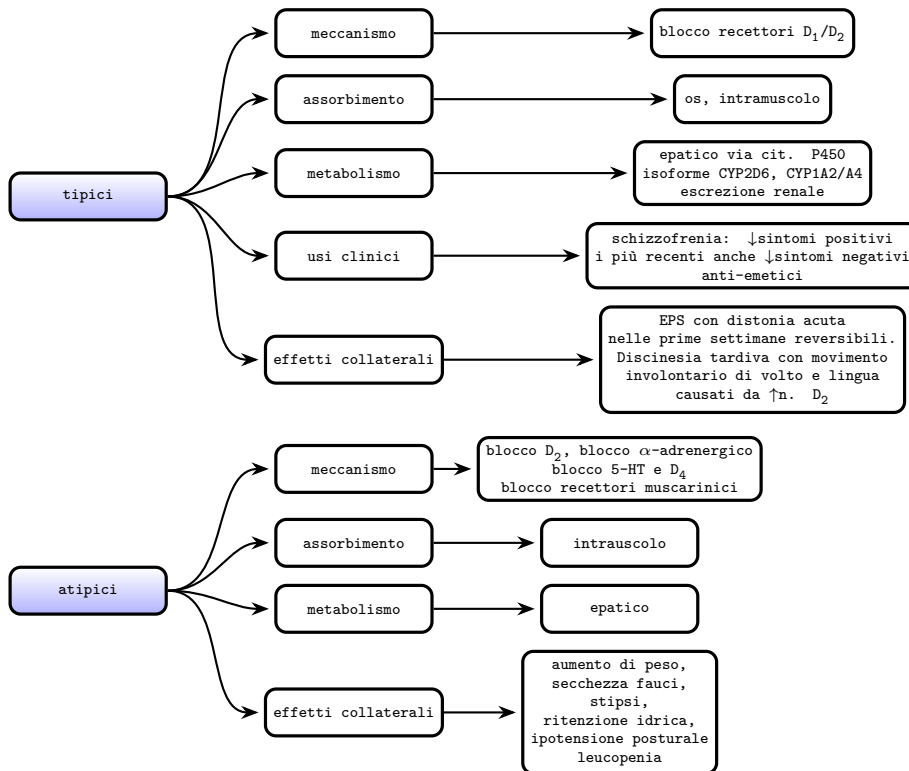 tipici
meccanismo
blocco recettori D₁/D₂
assorbimento
os, intramuscolo
metabolismo
epatico via cit. P450
isoforme CYP2D6, CYP1A2/A4
escrezione renale
usi clinici
schizzofrenia: ↓sintomi positivi
i più recenti anche ↓sintomi negativi
anti-emetici
effetti collaterali
EPS con distonia acuta
nelle prime settimane reversibili.
Discinesia tardiva con movimento
involontario di volto e lingua
causati da ↑n. D₂
atipici
meccanismo
blocco D₂, blocco α-adrenergico
blocco 5-HT e D₄
blocco recettori muscarinici
assorbimento
intrauscolo
metabolismo
epatico
effetti collaterali
aumento di peso,
secchezza fauci,
stipsi,
ritenzione idrica,
ipotensione posturale
leucopenia